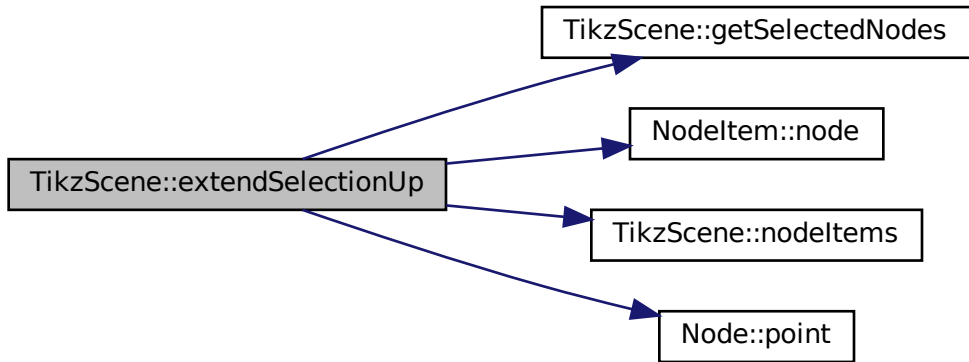 TikzScene::getSelectedNodes
NodeItem::node
TikzScene::extendSelectionUp
TikzScene::nodeItems
Node::point